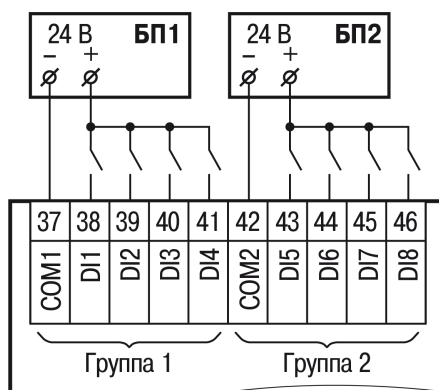 24 В БП1 24 В БП2
– + – +
37 38 39 40 41 42 43 44 45 46
COM1 DI1 DI2 DI3 DI4 COM2 DI5 DI6 DI7 DI8
Группа 1 Группа 2